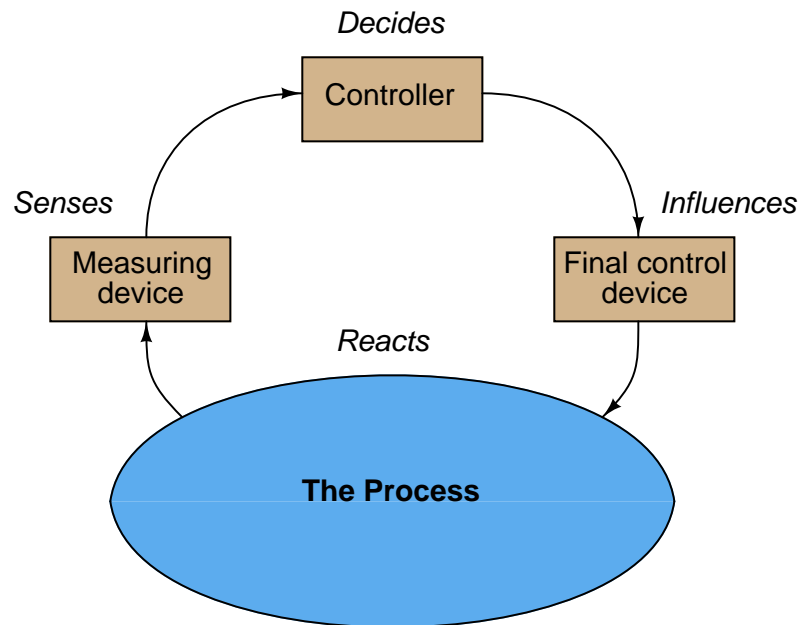 Decides
Controller
Senses
Influences
Measuring
device
Final control
device
Reacts
The Process